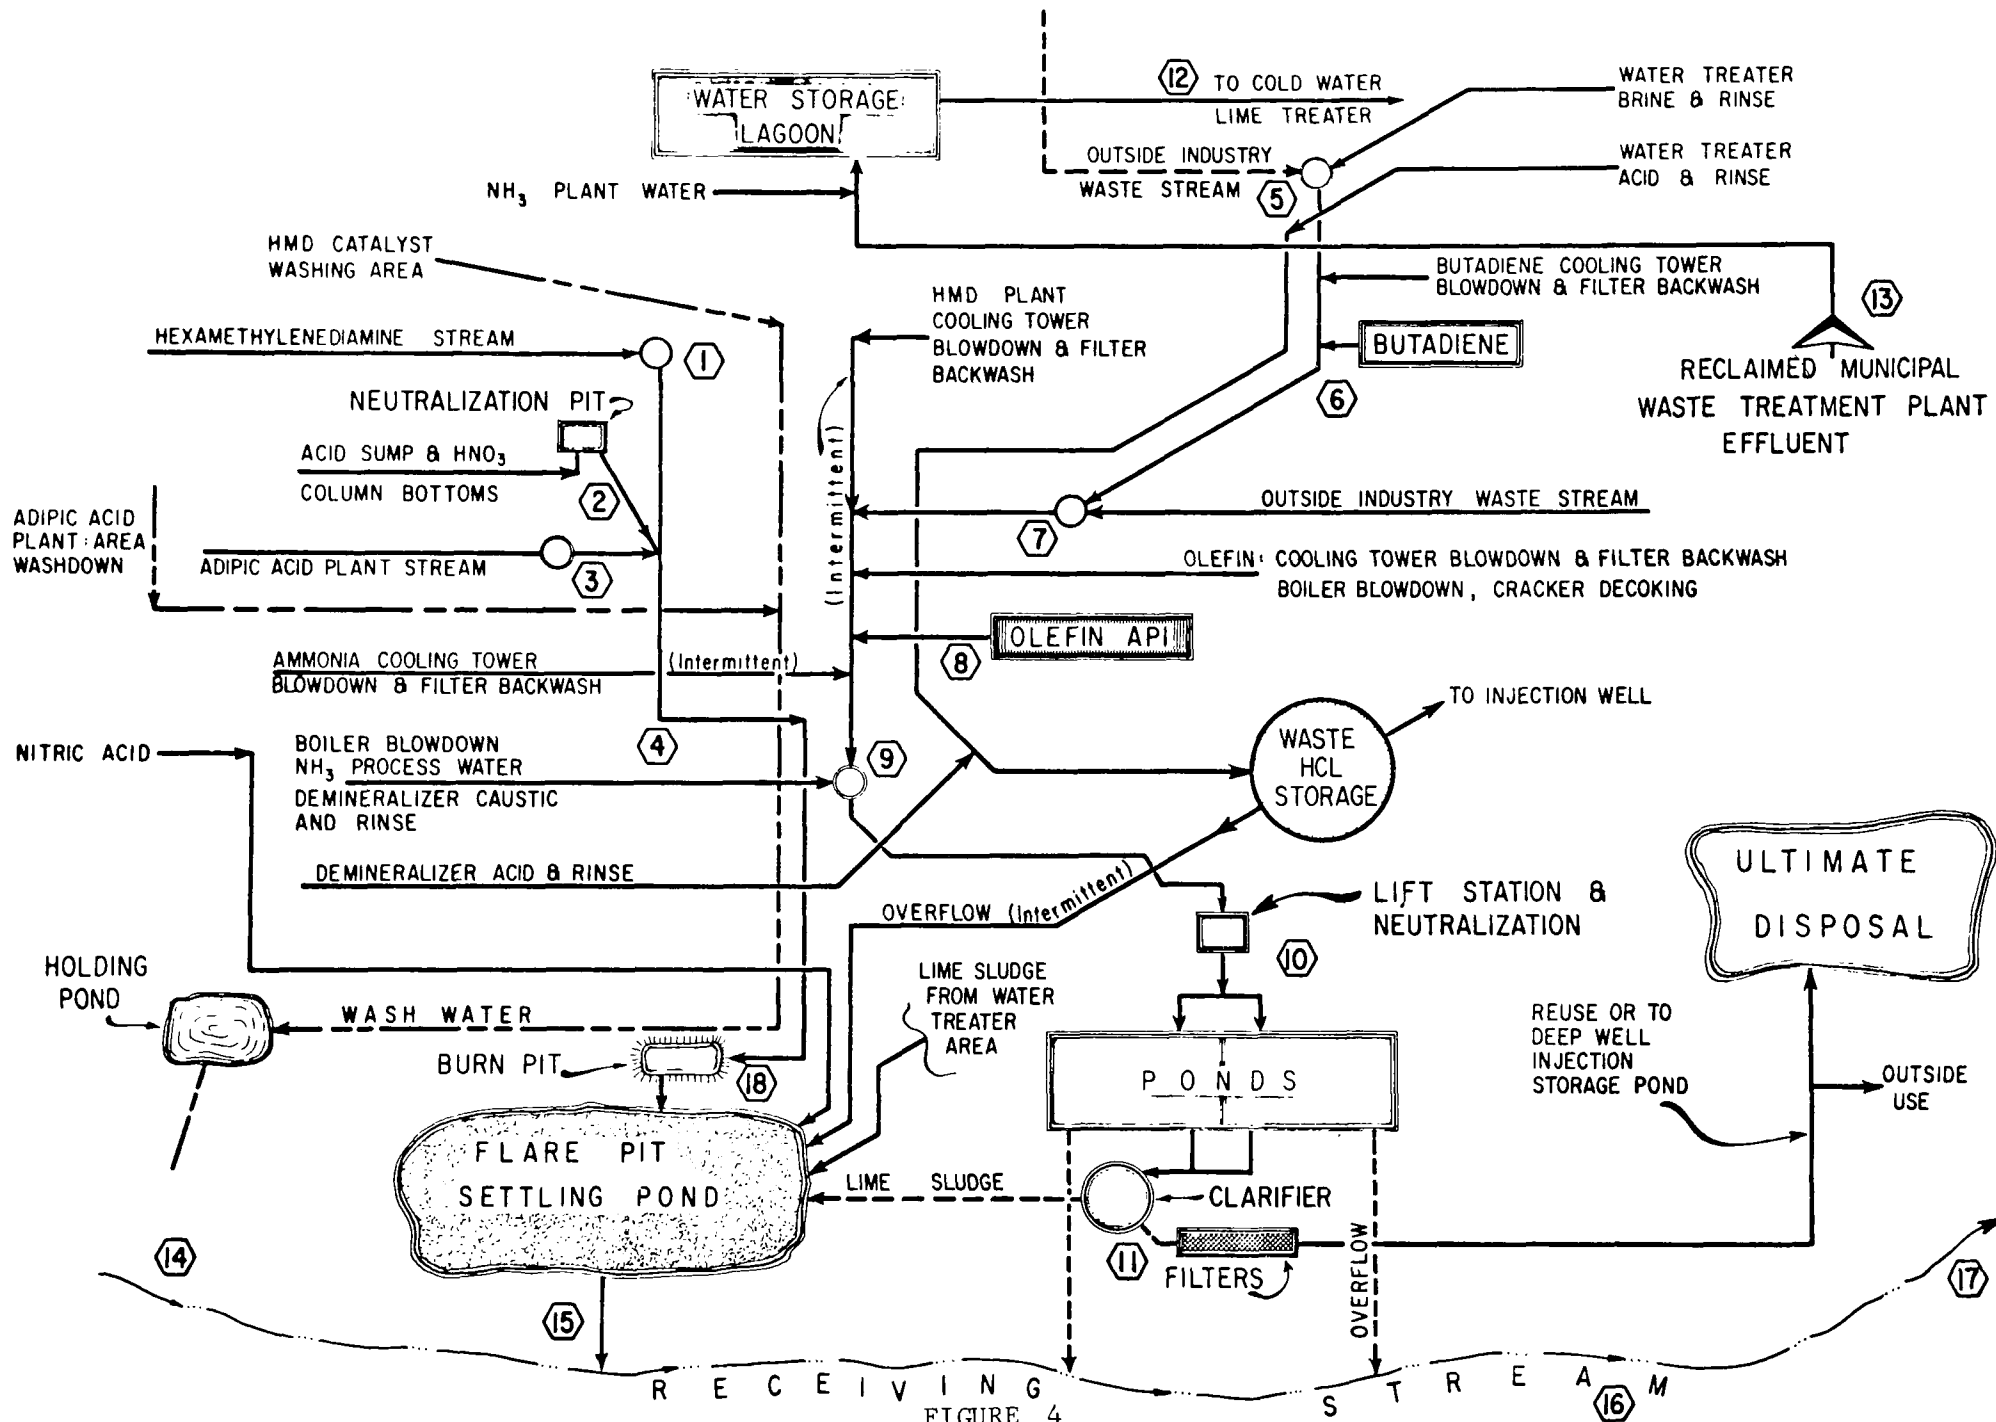 12
TO COLD WATER
LIME TREATER
WATER STORAGE
LAGOON
WATER TREATER
BRINE & RINSE
OUTSIDE INDUSTRY
WASTE STREAM
5
WATER TREATER
ACID & RINSE
NH3 PLANT WATER
HMD CATALYST
WASHING AREA
HMD PLANT
COOLING TOWER
BLOWDOWN & FILTER
BACKWASH
BUTADIENE COOLING TOWER
BLOWDOWN & FILTER BACKWASH
13
HEXAMETHYLENEDIAMINE STREAM
1
BUTADIENE
6
RECLAIMED MUNICIPAL
WASTE TREATMENT PLANT
EFFLUENT
NEUTRALIZATION PIT
ACID SUMP & HNO3
COLUMN BOTTOMS
2
(Intermittent)
ADIPIC ACID
PLANT AREA
WASHDOWN
ADIPIC ACID PLANT STREAM
3
7
OUTSIDE INDUSTRY WASTE STREAM
OLEFIN: COOLING TOWER BLOWDOWN & FILTER BACKWASH
BOILER BLOWDOWN, CRACKER DECOKING
OLEFIN API
8
AMMONIA COOLING TOWER (Intermittent)
BLOWDOWN & FILTER BACKWASH
4
TO INJECTION WELL
NITRIC ACID
BOILER BLOWDOWN
NH3 PROCESS WATER
DEMINERALIZER CAUSTIC
AND RINSE
9
WASTE
HCL
STORAGE
DEMINERALIZER ACID & RINSE
OVERFLOW (Intermittent)
LIFT STATION &
NEUTRALIZATION
10
ULTIMATE
DISPOSAL
HOLDING
POND
WASH WATER
LIME SLUDGE
FROM WATER
TREATER
AREA
REUSE OR TO
DEEP WELL
INJECTION
STORAGE POND
OUTSIDE
USE
BURN PIT
18
PONDS
FLARE PIT
SETTLING POND
LIME SLUDGE
CLARIFIER
11
FILTERS
OVERFLOW
14
15
17
RECEIVING STREAM
16
FIGURE 4